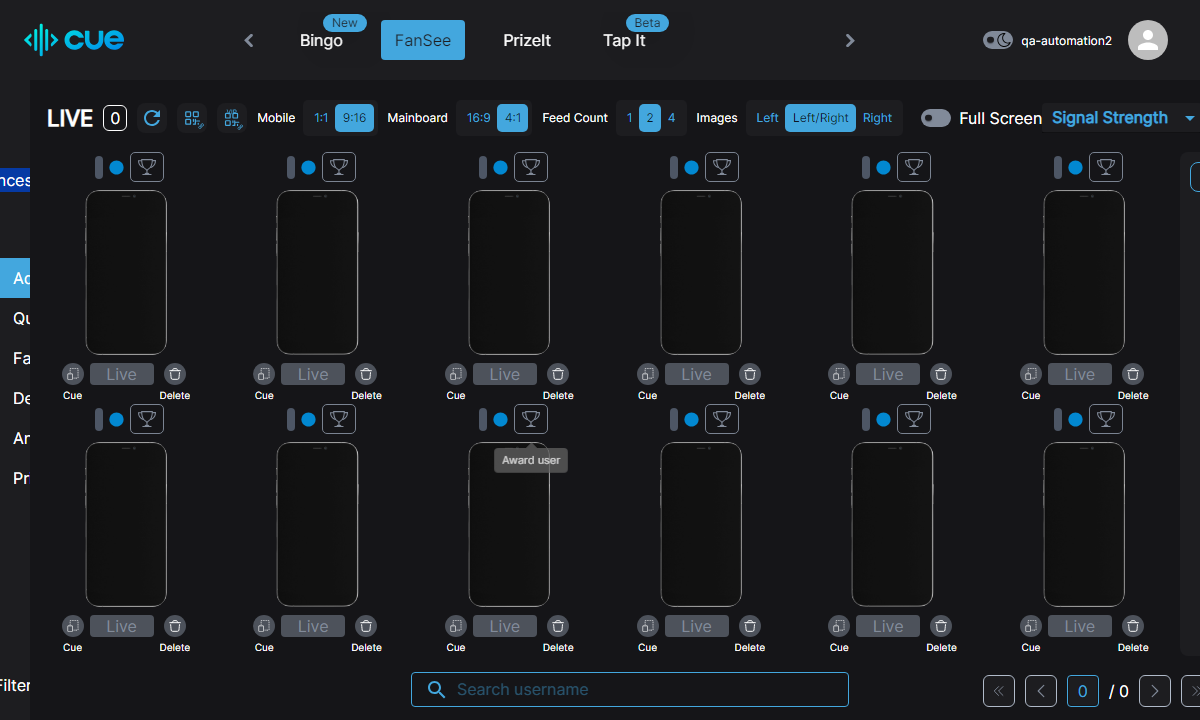 cue
Bingo
New
FanSee
PrizeIt
Tap It
Beta
qa-automation2
LIVE 0
Mobile 1:1 9:16
Mainboard 16:9 4:1
Feed Count 1 2 4
Images Left Left/Right Right
Full Screen
Signal Strength
nces
Ad
Qu
Fa
De
An
Pr
Filter
Live Live Live Live Live Live
Cue Delete Cue Delete Cue Delete Cue Delete Cue Delete Cue Delete
Award user
Live Live Live Live Live Live
Cue Delete Cue Delete Cue Delete Cue Delete Cue Delete Cue Delete
Search username
0 / 0